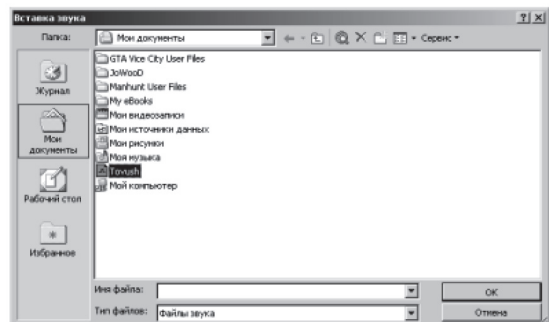 Вставка звука
Папка: Мои документы Сервис
GTA Vice City User Files
JoWooD
Manhunt User Files
My eBooks
Мои видеозаписи
Мои источники данных
Мои рисунки
Моя музыка
Tovush
Мой компьютер
Журнал
Мои документы
Рабочий стол
Избранное
Имя файла:
OK
Тип файлов: Файлы звука
Отмена